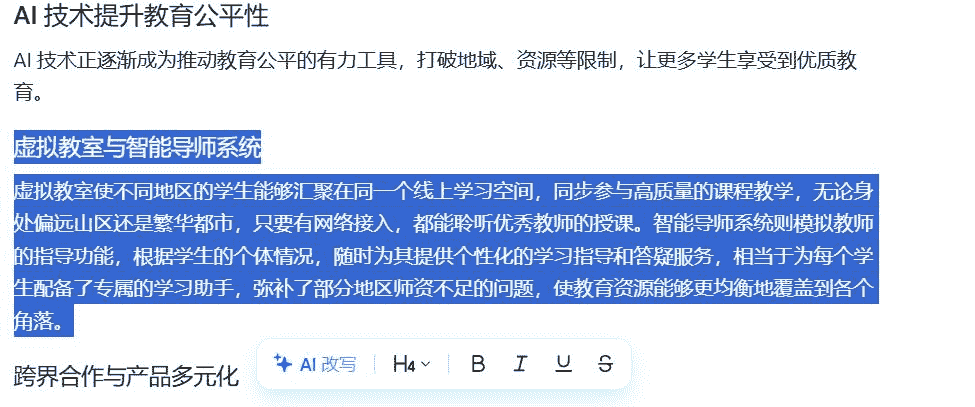 AI 技术提升教育公平性
AI 技术正逐渐成为推动教育公平的有力工具，打破地域、资源等限制，让更多学生享受到优质教
育。
虚拟教室与智能导师系统
虚拟教室使不同地区的学生能够汇聚在同一个线上学习空间，同步参与高质量的课程教学，无论身
处偏远山区还是繁华都市，只要有网络接入，都能聆听优秀教师的授课。智能导师系统则模拟教师
的指导功能，根据学生的个体情况，随时为其提供个性化的学习指导和答疑服务，相当于为每个学
生配备了专属的学习助手，弥补了部分地区师资不足的问题，使教育资源能够更均衡地覆盖到各个
角落。
AI 改写 H4 B I U S
跨界合作与产品多元化